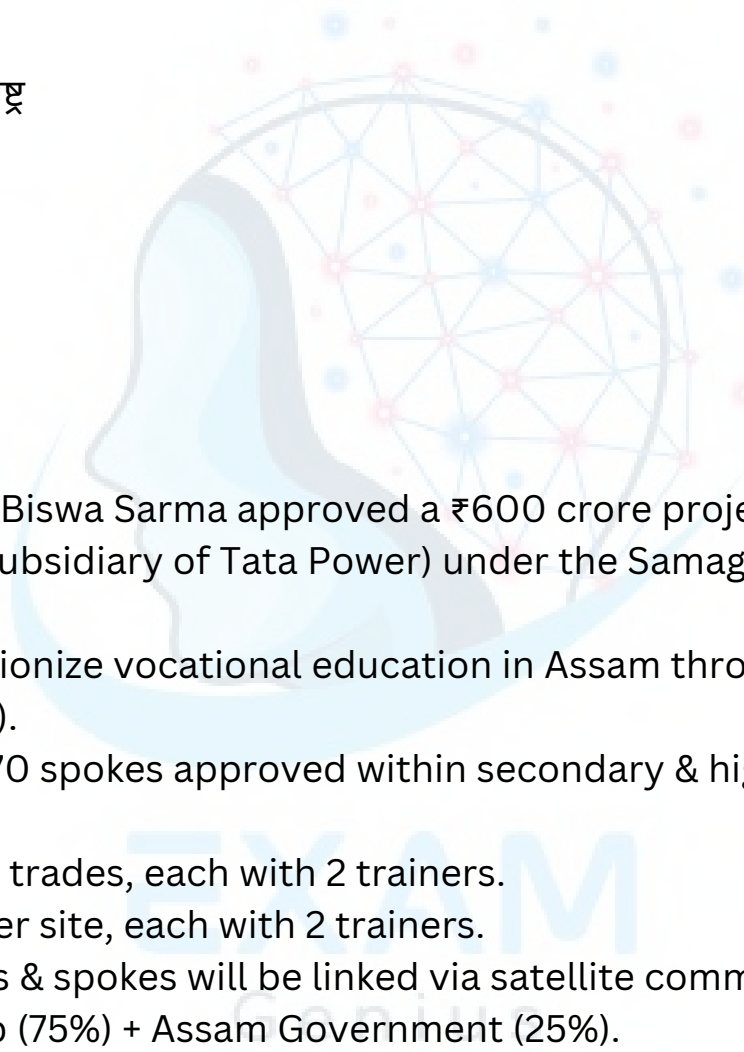 ष्ट्र
Biswa Sarma approved a ₹600 crore proje
ubsidiary of Tata Power) under the Samag
ionize vocational education in Assam thro
).
70 spokes approved within secondary & hig
trades, each with 2 trainers.
er site, each with 2 trainers.
s & spokes will be linked via satellite comm
(75%) + Assam Government (25%).
EXAM
Genius